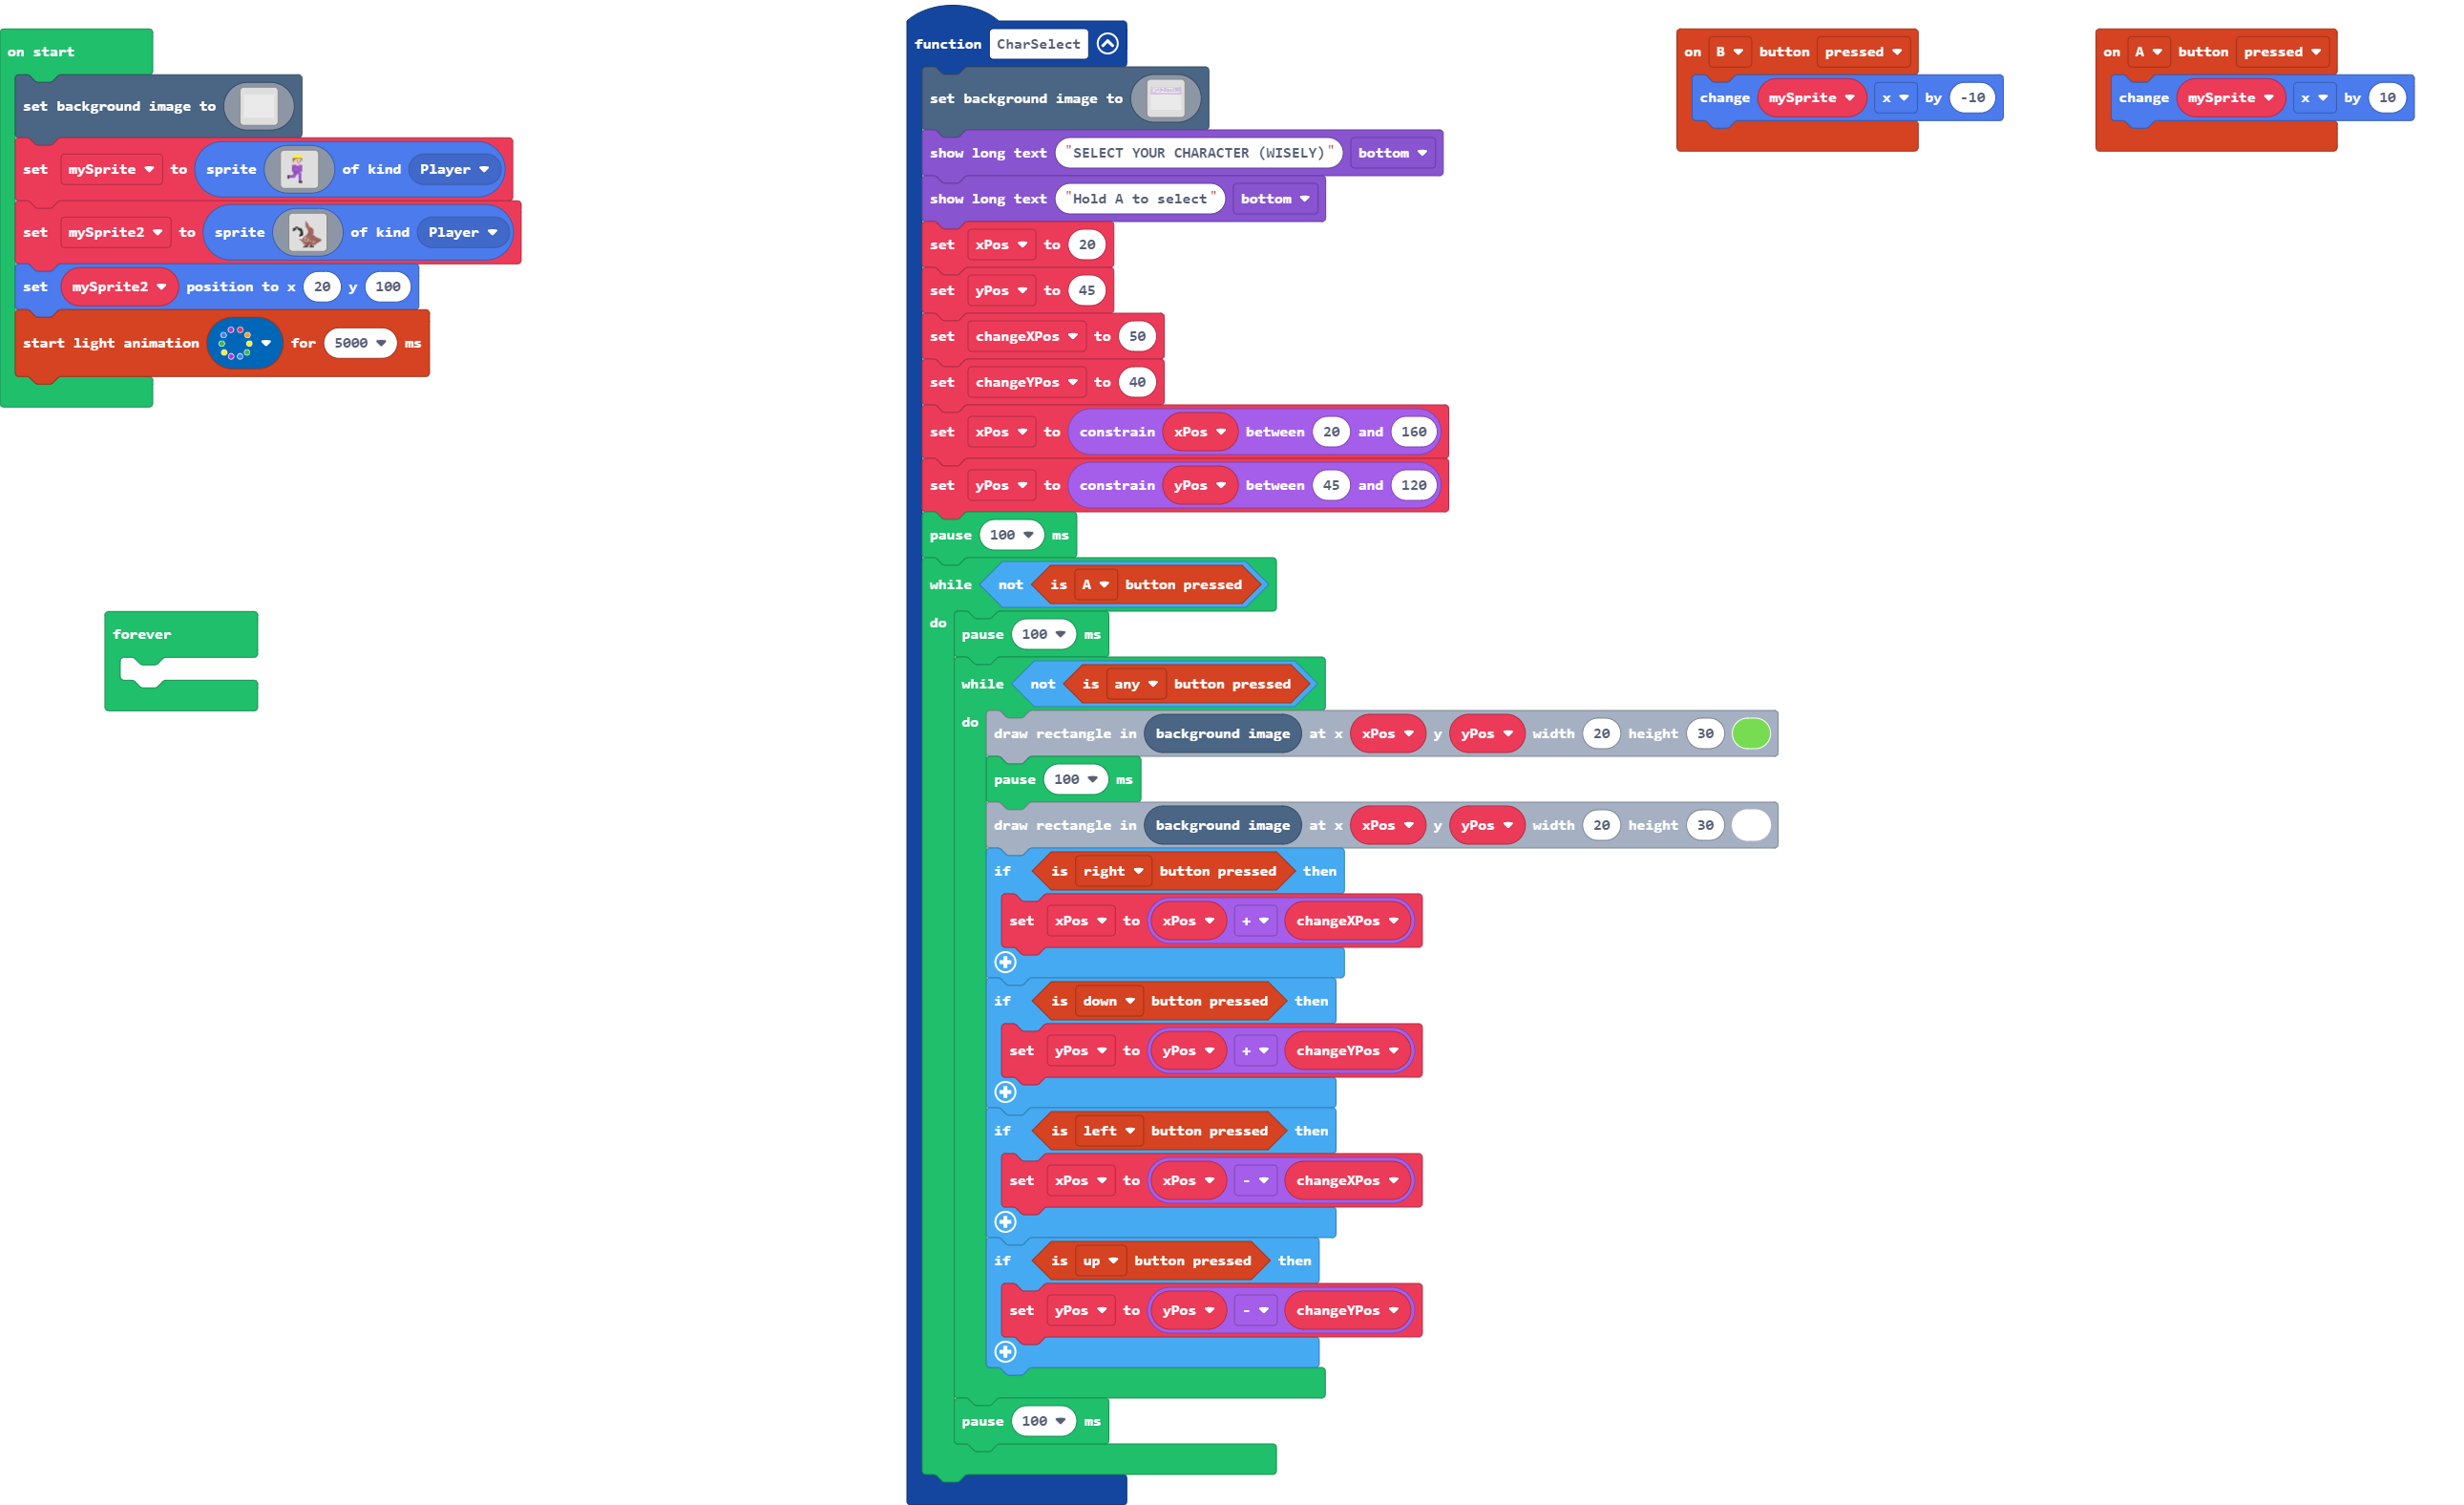 on start
set background image to
set mySprite to sprite of kind Player
set mySprite2 to sprite of kind Player
set mySprite2 position to x 20 y 100
start light animation for 5000 ms
forever
function CharSelect
set background image to
show long text "SELECT YOUR CHARACTER (WISELY)" bottom
show long text "Hold A to select" bottom
set xPos to 20
set yPos to 45
set changeXPos to 50
set changeYPos to 40
set xPos to constrain xPos between 20 and 160
set yPos to constrain yPos between 45 and 120
pause 100 ms
while not is A button pressed
do pause 100 ms
while not is any button pressed
do draw rectangle in background image at x xPos y yPos width 20 height 30
pause 100 ms
draw rectangle in background image at x xPos y yPos width 20 height 30
if is right button pressed then
set xPos to xPos + changeXPos
if is down button pressed then
set yPos to yPos + changeYPos
if is left button pressed then
set xPos to xPos - changeXPos
if is up button pressed then
set yPos to yPos - changeYPos
pause 100 ms
on B button pressed
change mySprite x by -10
on A button pressed
change mySprite x by 10